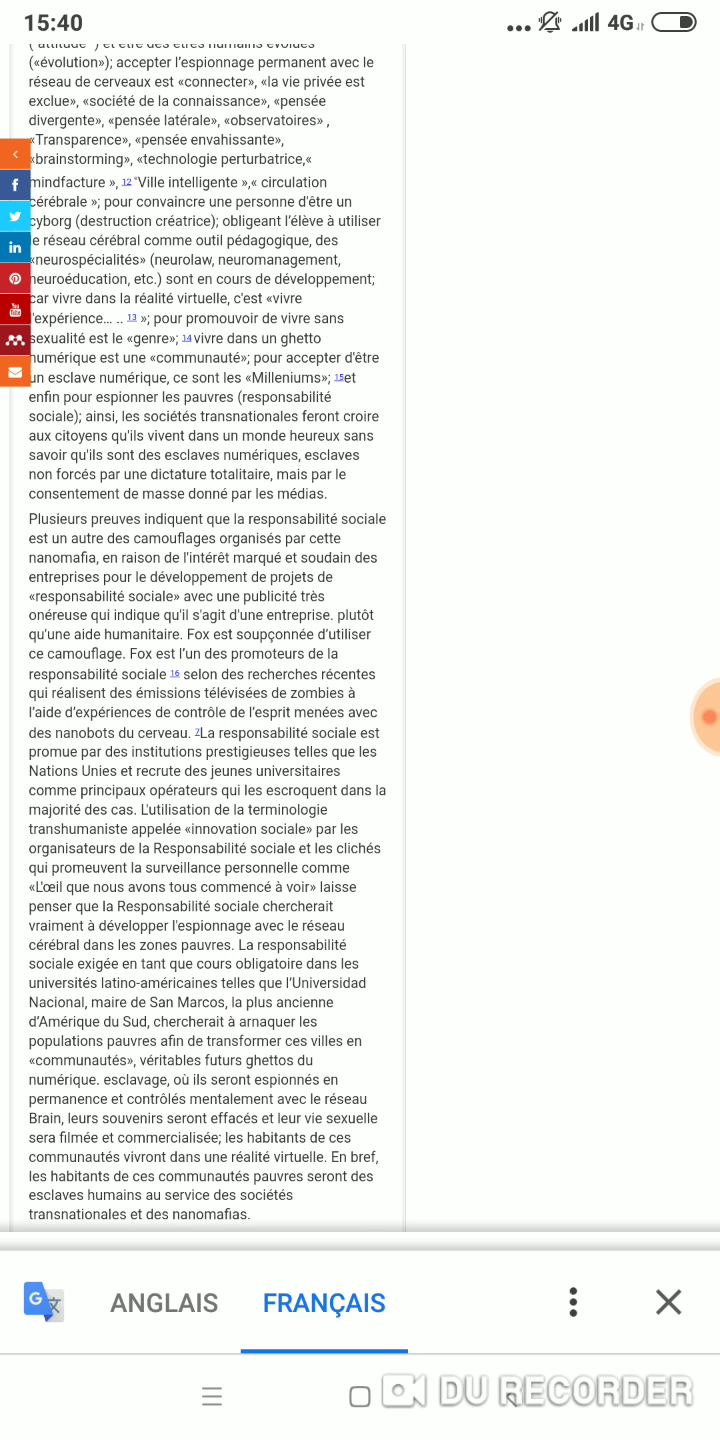 15:40
4G
("attitude") et être des êtres humains évolués
(«évolution»); accepter l'espionnage permanent avec le
réseau de cerveaux est «connecter», «la vie privée est
exclue», «société de la connaissance», «pensée
divergente», «pensée latérale», «observatoires» ,
«Transparence», «pensée envahissante»,
«brainstorming», «technologie perturbatrice,«
mindfacture », 12 "Ville intelligente »,« circulation
cérébrale »; pour convaincre une personne d'être un
cyborg (destruction créatrice); obligeant l'élève à utiliser
le réseau cérébral comme outil pédagogique, des
«neurospécialités» (neurolaw, neuromanagement,
neuroéducation, etc.) sont en cours de développement;
car vivre dans la réalité virtuelle, c'est «vivre
l'expérience... .. 13 »; pour promouvoir de vivre sans
sexualité est le «genre»; 14 vivre dans un ghetto
numérique est une «communauté»; pour accepter d'être
un esclave numérique, ce sont les «Milleniums»; 15et
enfin pour espionner les pauvres (responsabilité
sociale); ainsi, les sociétés transnationales feront croire
aux citoyens qu'ils vivent dans un monde heureux sans
savoir qu'ils sont des esclaves numériques, esclaves
non forcés par une dictature totalitaire, mais par le
consentement de masse donné par les médias.
Plusieurs preuves indiquent que la responsabilité sociale
est un autre des camouflages organisés par cette
nanomafia, en raison de l'intérêt marqué et soudain des
entreprises pour le développement de projets de
«responsabilité sociale» avec une publicité très
onéreuse qui indique qu'il s'agit d'une entreprise. plutôt
qu'une aide humanitaire. Fox est soupçonnée d'utiliser
ce camouflage. Fox est l'un des promoteurs de la
responsabilité sociale 16 selon des recherches récentes
qui réalisent des émissions télévisées de zombies à
l'aide d'expériences de contrôle de l'esprit menées avec
des nanobots du cerveau. 7La responsabilité sociale est
promue par des institutions prestigieuses telles que les
Nations Unies et recrute des jeunes universitaires
comme principaux opérateurs qui les escroquent dans la
majorité des cas. L'utilisation de la terminologie
transhumaniste appelée «innovation sociale» par les
organisateurs de la Responsabilité sociale et les clichés
qui promeuvent la surveillance personnelle comme
«L'œil que nous avons tous commencé à voir» laisse
penser que la Responsabilité sociale chercherait
vraiment à développer l'espionnage avec le réseau
cérébral dans les zones pauvres. La responsabilité
sociale exigée en tant que cours obligatoire dans les
universités latino-américaines telles que l'Universidad
Nacional, maire de San Marcos, la plus ancienne
d'Amérique du Sud, chercherait à arnaquer les
populations pauvres afin de transformer ces villes en
«communautés», véritables futurs ghettos du
numérique. esclavage, où ils seront espionnés en
permanence et contrôlés mentalement avec le réseau
Brain, leurs souvenirs seront effacés et leur vie sexuelle
sera filmée et commercialisée; les habitants de ces
communautés vivront dans une réalité virtuelle. En bref,
les habitants de ces communautés pauvres seront des
esclaves humains au service des sociétés
transnationales et des nanomafias.
ANGLAIS FRANÇAIS
DU RECORDER